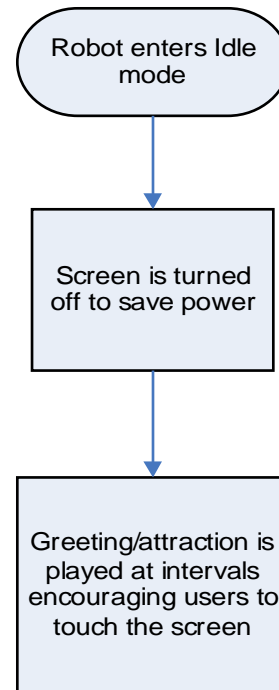 Robot enters Idle
mode
Screen is turned
off to save power
Greeting/attraction is
played at intervals
encouraging users to
touch the screen